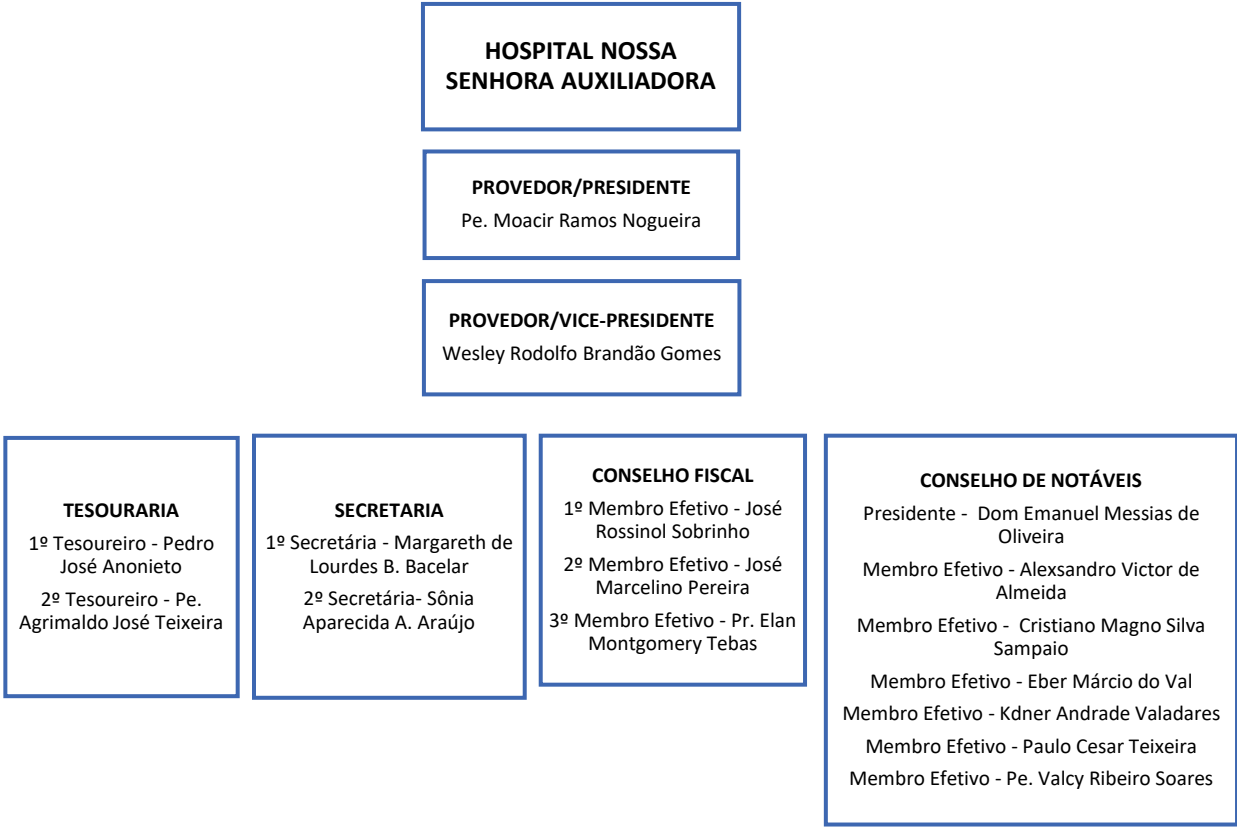 HOSPITAL NOSSA
SENHORA AUXILIADORA
PROVEDOR/PRESIDENTE
Pe. Moacir Ramos Nogueira
PROVEDOR/VICE-PRESIDENTE
Wesley Rodolfo Brandão Gomes
TESOURARIA
1º Tesoureiro - Pedro
José Anonieto
2º Tesoureiro - Pe.
Agrimaldo José Teixeira
SECRETARIA
1º Secretária - Margareth de
Lourdes B. Bacelar
2º Secretária- Sônia
Aparecida A. Araújo
CONSELHO FISCAL
1º Membro Efetivo - José
Rossinol Sobrinho
2º Membro Efetivo - José
Marcelino Pereira
3º Membro Efetivo - Pr. Elan
Montgomery Tebas
CONSELHO DE NOTÁVEIS
Presidente -  Dom Emanuel Messias de
Oliveira
Membro Efetivo - Alexsandro Victor de
Almeida
Membro Efetivo -  Cristiano Magno Silva
Sampaio
Membro Efetivo - Eber Márcio do Val
Membro Efetivo - Kdner Andrade Valadares
Membro Efetivo - Paulo Cesar Teixeira
Membro Efetivo - Pe. Valcy Ribeiro Soares